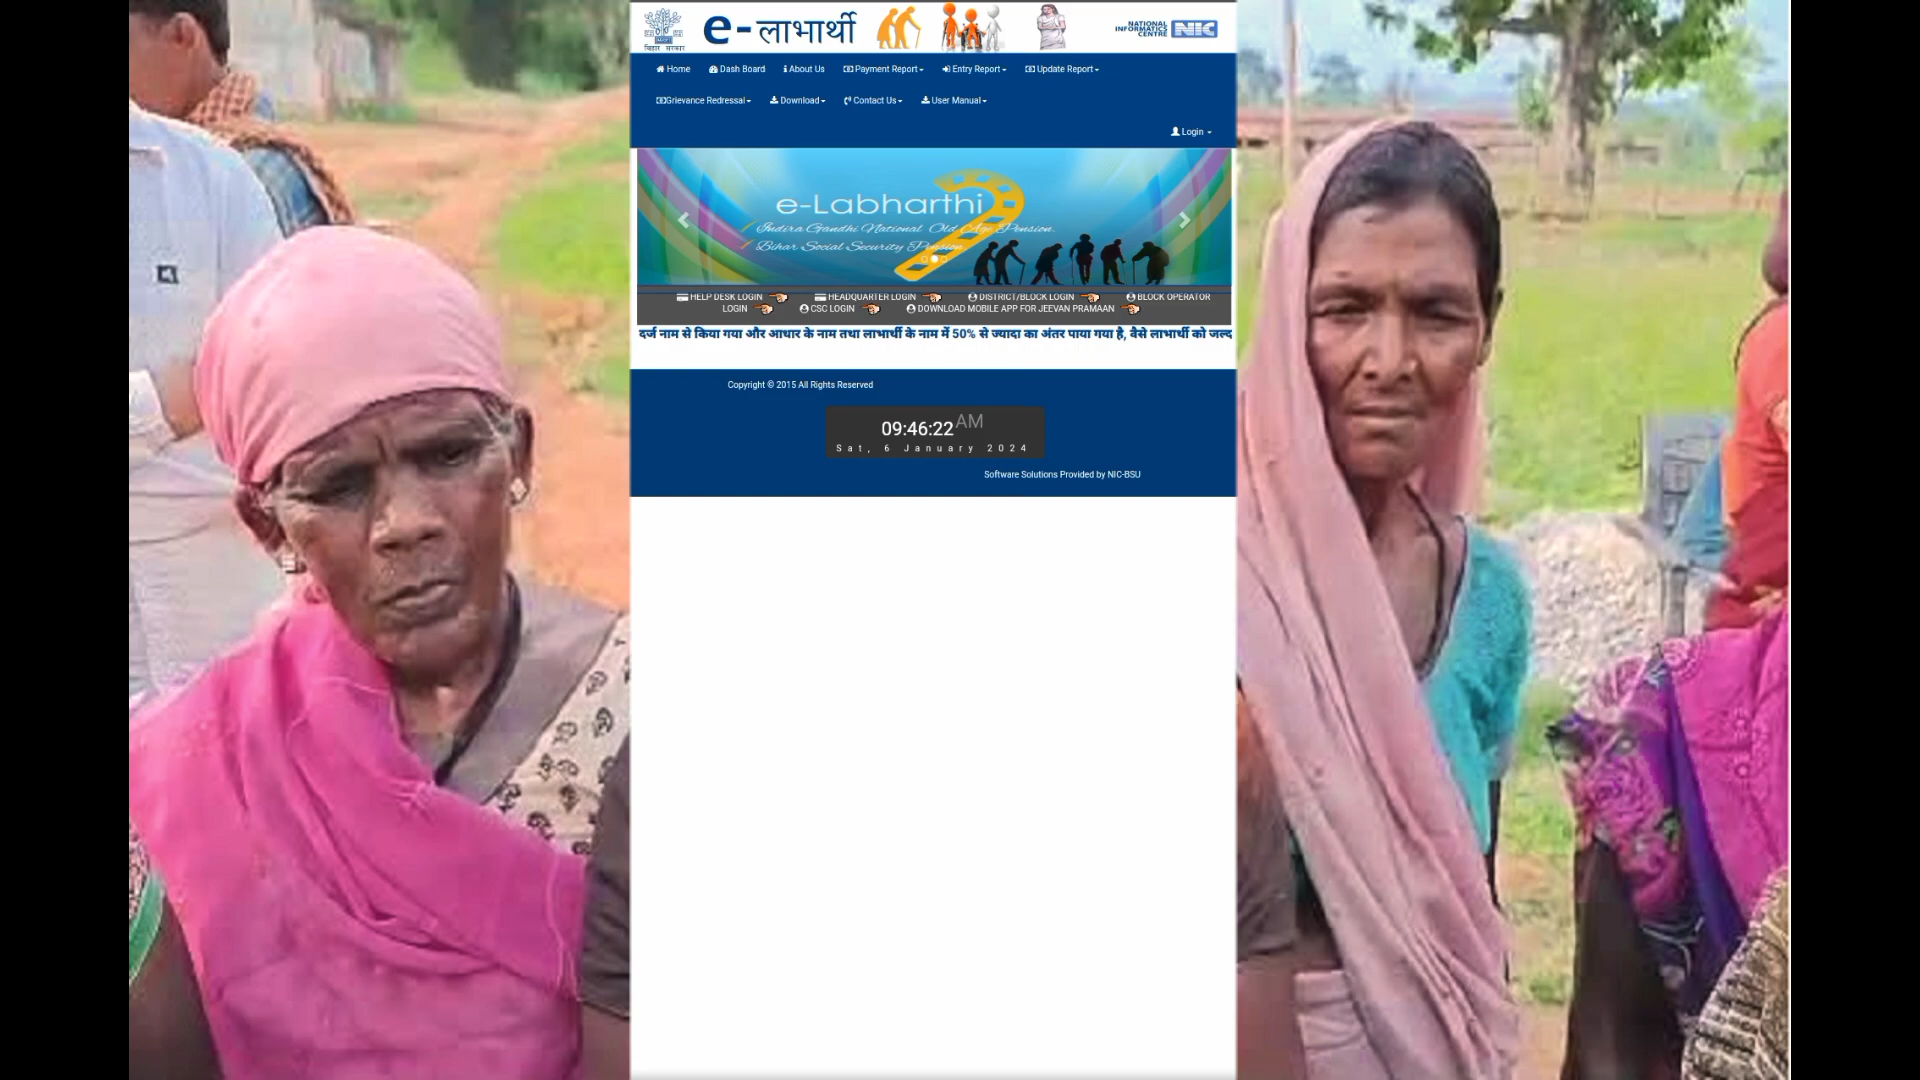 बिहार सरकार
e-लाभार्थी
NATIONAL
INFORMATICS
CENTRE
NIC
Home Dash Board About Us Payment Report Entry Report Update Report
Grievance Redressal Download Contact Us User Manual
Login
e-Labharthi 2
Indira Gandhi National Old Age Pension.
Bihar Social Security Pension.
HELP DESK LOGIN HEADQUARTER LOGIN DISTRICT/BLOCK LOGIN BLOCK OPERATOR
LOGIN CSC LOGIN DOWNLOAD MOBILE APP FOR JEEVAN PRAMAAN
दर्ज नाम से किया गया और आधार के नाम तथा लाभार्थी के नाम में 50% से ज्यादा का अंतर पाया गया है, वैसे लाभार्थी को जल्द
Copyright © 2015 All Rights Reserved
09:46:22 AM
Sat, 6 January 2024
Software Solutions Provided by NIC-BSU